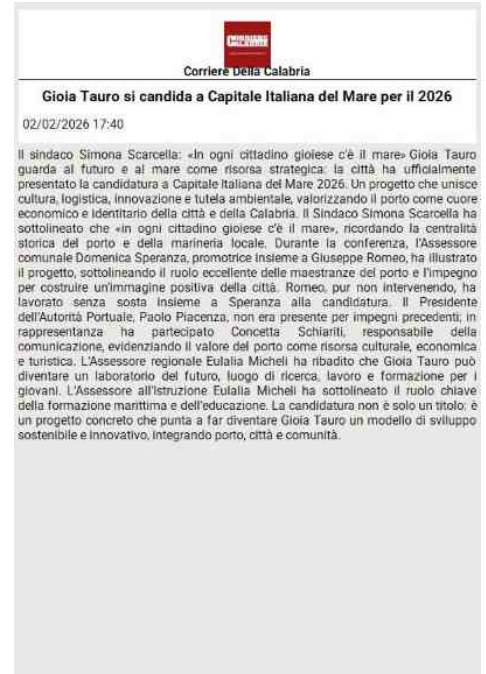 CORRIERE
CALABRIA
Corriere Della Calabria
Gioia Tauro si candida a Capitale Italiana del Mare per il 2026
02/02/2026 17:40
Il sindaco Simona Scarcella: «In ogni cittadino gioiese c'è il mare» Gioia Tauro
guarda al futuro e al mare come risorsa strategica: la città ha ufficialmente
presentato la candidatura a Capitale Italiana del Mare 2026. Un progetto che unisce
cultura, logistica, innovazione e tutela ambientale, valorizzando il porto come cuore
economico e identitario della città e della Calabria. Il Sindaco Simona Scarcella ha
sottolineato che «in ogni cittadino gioiese c'è il mare», ricordando la centralità
storica del porto e della marineria locale. Durante la conferenza, l'Assessore
comunale Domenica Speranza, promotrice insieme a Giuseppe Romeo, ha illustrato
il progetto, sottolineando il ruolo eccellente delle maestranze del porto e l'impegno
per costruire un'immagine positiva della città. Romeo, pur non intervenendo, ha
lavorato senza sosta insieme a Speranza alla candidatura. Il Presidente
dell'Autorità Portuale, Paolo Piacenza, non era presente per impegni precedenti; in
rappresentanza ha partecipato Concetta Schiariti, responsabile della
comunicazione, evidenziando il valore del porto come risorsa culturale, economica
e turistica. L'Assessore regionale Eulalia Micheli ha ribadito che Gioia Tauro può
diventare un laboratorio del futuro, luogo di ricerca, lavoro e formazione per i
giovani. L'Assessore all'Istruzione Eulalia Micheli ha sottolineato il ruolo chiave
della formazione marittima e dell'educazione. La candidatura non è solo un titolo: è
un progetto concreto che punta a far diventare Gioia Tauro un modello di sviluppo
sostenibile e innovativo, integrando porto, città e comunità.